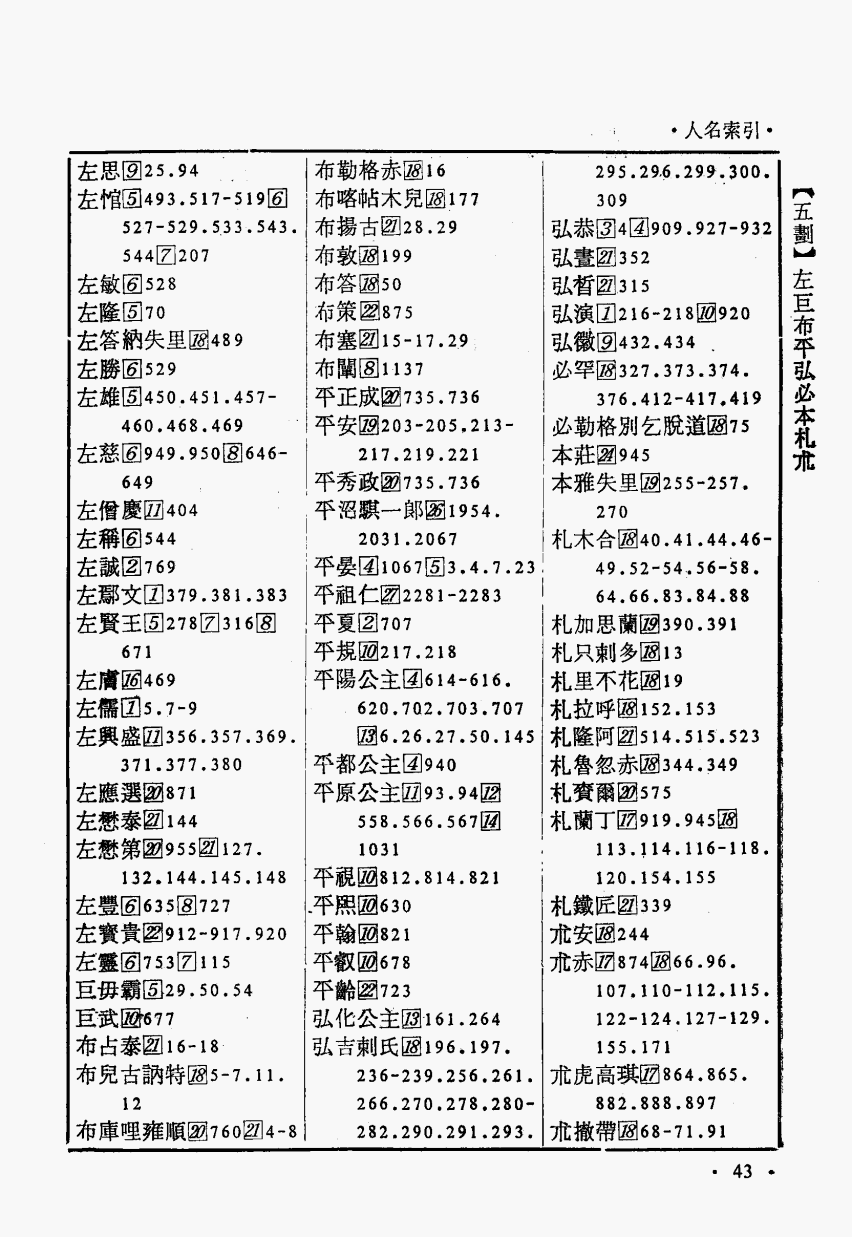 ·人名索引·
左思⑨25.94
左悺⑤493.517-519⑥
527-529.533.543.
544⑦207
左敏⑥528
左隆⑤70
左答納失里⑱489
左勝⑥529
左雄⑤450.451.457-
460.468.469
左慈⑥949.950⑧646-
649
左僧慶⑪404
左稱⑥544
左誠②769
左鄢文①379.381.383
左賢王⑤278⑦316⑧
671
左膚⑯469
左儒①5.7-9
左興盛⑪356.357.369.
371.377.380
左應選⑳871
左懋泰㉑144
左懋第⑳955㉑127.
132.144.145.148
左豐⑥635⑧727
左寶貴㉒912-917.920
左靈⑥753⑦115
巨毋霸⑤29.50.54
巨武⑩677
布占泰㉑16-18
布兒古訥特⑱5-7.11.
12
布庫哩雍順⑳760㉑4-8
布勒格赤⑱16
布喀帖木兒⑱177
布揚古㉑28.29
布敦⑱199
布答⑱50
布策㉒875
布塞㉑15-17.29
布闡⑧1137
平正成⑳735.736
平安⑲203-205.213-
217.219.221
平秀政⑳735.736
平沼騏一郎㉖1954.
2031.2067
平晏④1067⑤3.4.7.23
平祖仁㉗2281-2283
平夏②707
平規⑩217.218
平陽公主④614-616.
620.702.703.707
⑬6.26.27.50.145
平都公主④940
平原公主⑪93.94⑫
558.566.567⑭
1031
平視⑩812.814.821
平熙⑩630
平翰⑩821
平叡⑩678
平齡㉒723
弘化公主⑬161.264
弘吉剌氏⑱196.197.
236-239.256.261.
266.270.278.280-
282.290.291.293.
295.296.299.300.
309
弘恭③4④909.927-932
弘晝㉑352
弘晳㉑315
弘演①216-218⑩920
弘徽⑨432.434
必罕⑱327.373.374.
376.412-417.419
必勒格別乞脫道⑱75
本莊㉔945
本雅失里⑲255-257.
270
札木合⑱40.41.44.46-
49.52-54.56-58.
64.66.83.84.88
札加思蘭⑲390.391
札只剌多⑱13
札里不花⑱19
札拉呼⑱152.153
札隆阿㉑514.515.523
札魯忽赤⑱344.349
札賚爾⑳575
札蘭丁⑰919.945⑱
113.114.116-118.
120.154.155
札鐵匠㉑339
朮安⑱244
朮赤⑰874⑱66.96.
107.110-112.115.
122-124.127-129.
155.171
朮虎高琪⑰864.865.
882.888.897
朮撤帶⑱68-71.91
【五劃】左巨布平弘必本札朮
·43·